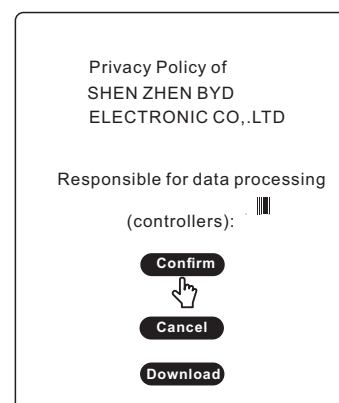 Privacy Policy of
SHEN ZHEN BYD
ELECTRONIC CO,.LTD
Responsible for data processing
(controllers):
Confirm
Cancel
Download